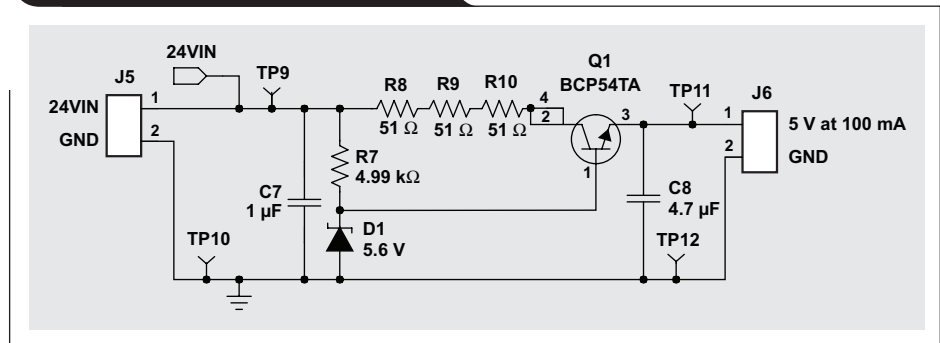 24VIN
J5
TP9
R8
R9
R10
Q1
BCP54TA
TP11
J6
24VIN
1
4
2
3
1
5 V at 100 mA
51 Ω
51 Ω
51 Ω
GND
2
2
GND
R7
4.99 kΩ
1
C7
1 µF
C8
4.7 µF
D1
5.6 V
TP10
TP12